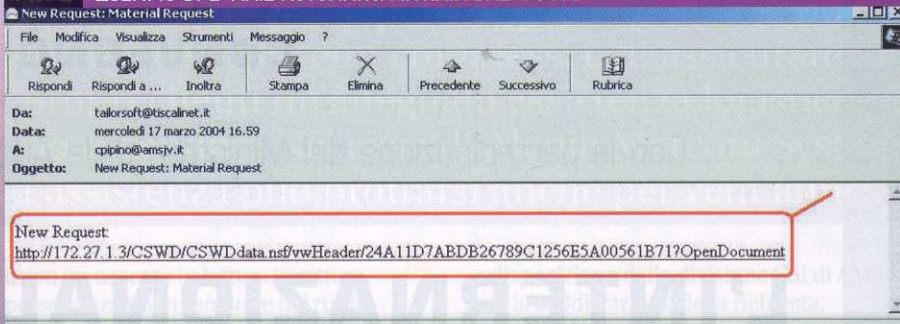 New Request: Material Request
File Modifica Visualizza Strumenti Messaggio ?
Rispondi Rispondi a ... Inoltra Stampa Elimina Precedente Successivo Rubrica
Da: tailorsoft@tiscalinet.it
Data: mercoledì 17 marzo 2004 16.59
A: cpipino@amsjv.it
Oggetto: New Request: Material Request
New Request:
http://172.27.1.3/CSWD/CSWDdata.nsf/vwHeader/24A11D7ABDB26789C1256E5A00561B71?OpenDocument